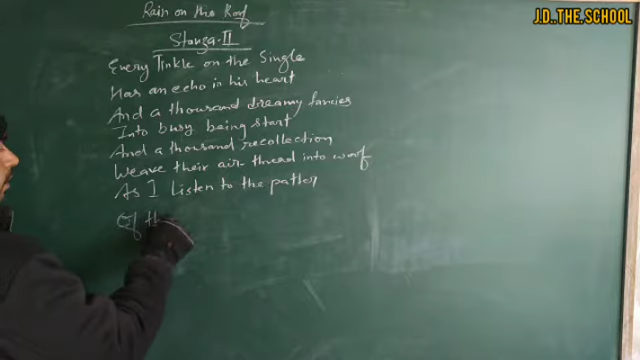 J.D..THE.SCHOOL
Rain on the Roof
Stanza-II
Every Tinkle on the Single
Has an echo in his heart
And a thousand dreamy fancies
Into busy being start
And a thousand recollection
Weave their air-thread into woof
As I Listen to the patter
Of th